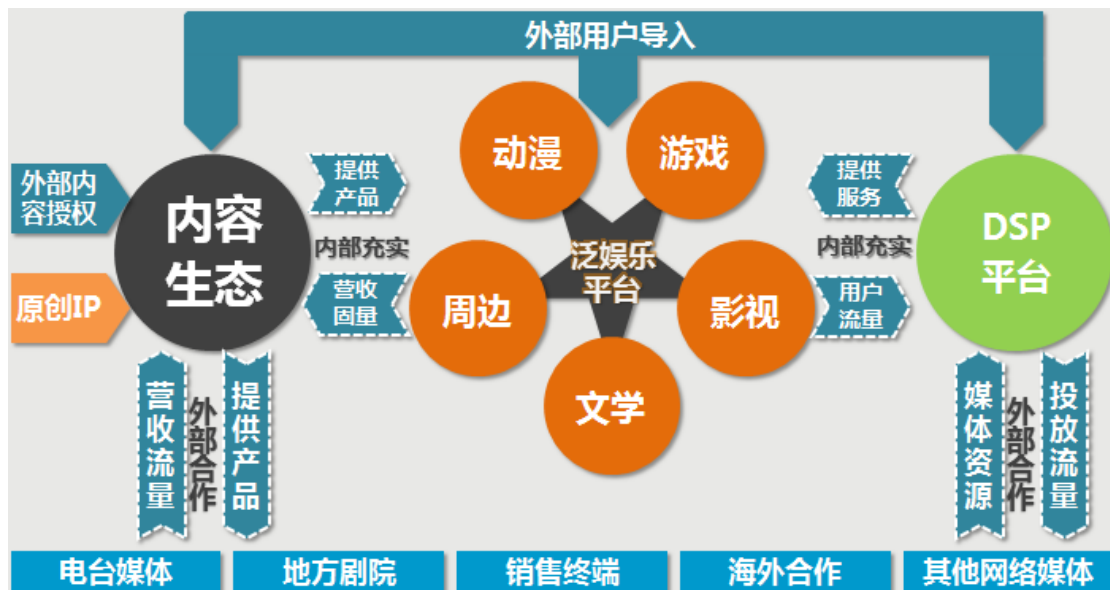 外部用户导入
动漫
游戏
外部内
容授权
原创IP
内容
生态
提供
产品
内部充实
营收
固量
泛娱乐
平台
周边
影视
文学
提供
服务
内部充实
用户
流量
DSP
平台
营收流量
外部合作
提供产品
媒体资源
外部合作
投放流量
电台媒体
地方剧院
销售终端
海外合作
其他网络媒体